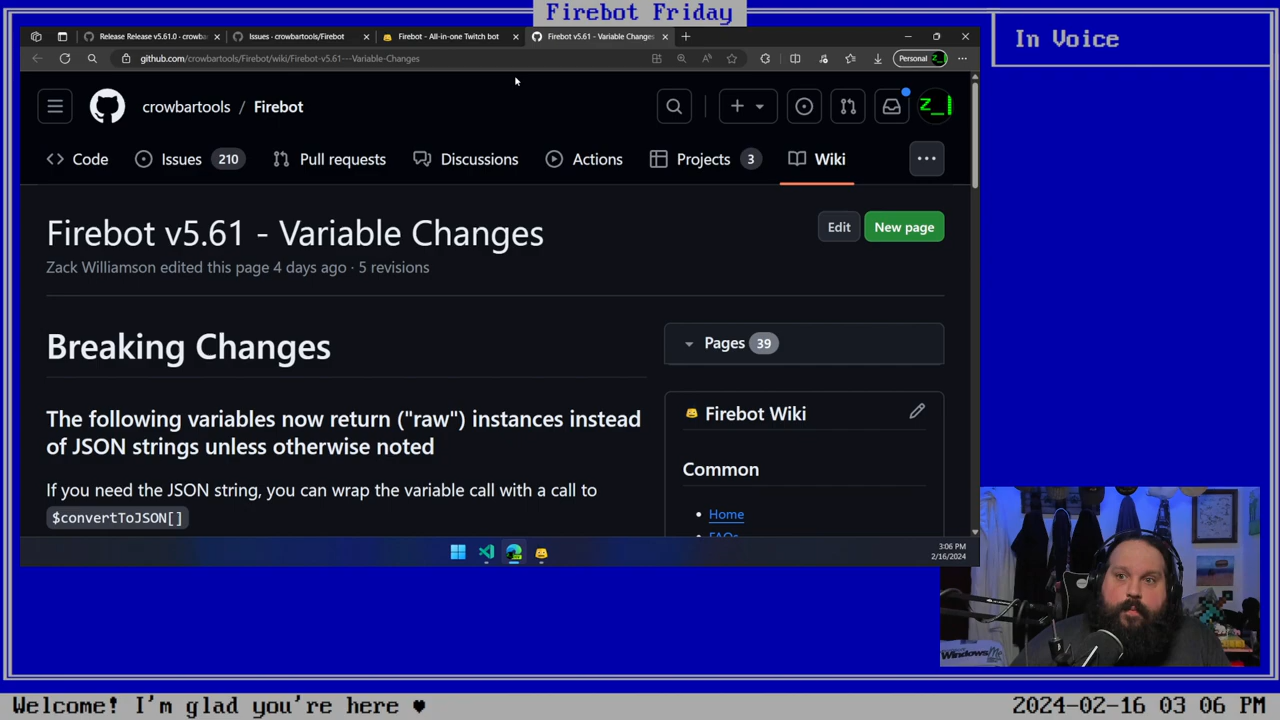 Firebot Friday
Release Release v5.61.0 · crowba
Issues · crowbartools/Firebot
Firebot - All-in-one Twitch bot
Firebot v5.61 - Variable Changes
In Voice
github.com/crowbartools/Firebot/wiki/Firebot-v5.61---Variable-Changes
Personal
crowbartools / Firebot
Code
Issues 210
Pull requests
Discussions
Actions
Projects 3
Wiki
Firebot v5.61 - Variable Changes
Edit
New page
Zack Williamson edited this page 4 days ago · 5 revisions
Breaking Changes
Pages 39
The following variables now return ("raw") instances instead
of JSON strings unless otherwise noted
Firebot Wiki
Common
If you need the JSON string, you can wrap the variable call with a call to
$convertToJSON[]
Home
FAQs
3:06 PM
2/16/2024
Windows Me
Welcome! I'm glad you're here ♥
2024-02-16 03 06 PM